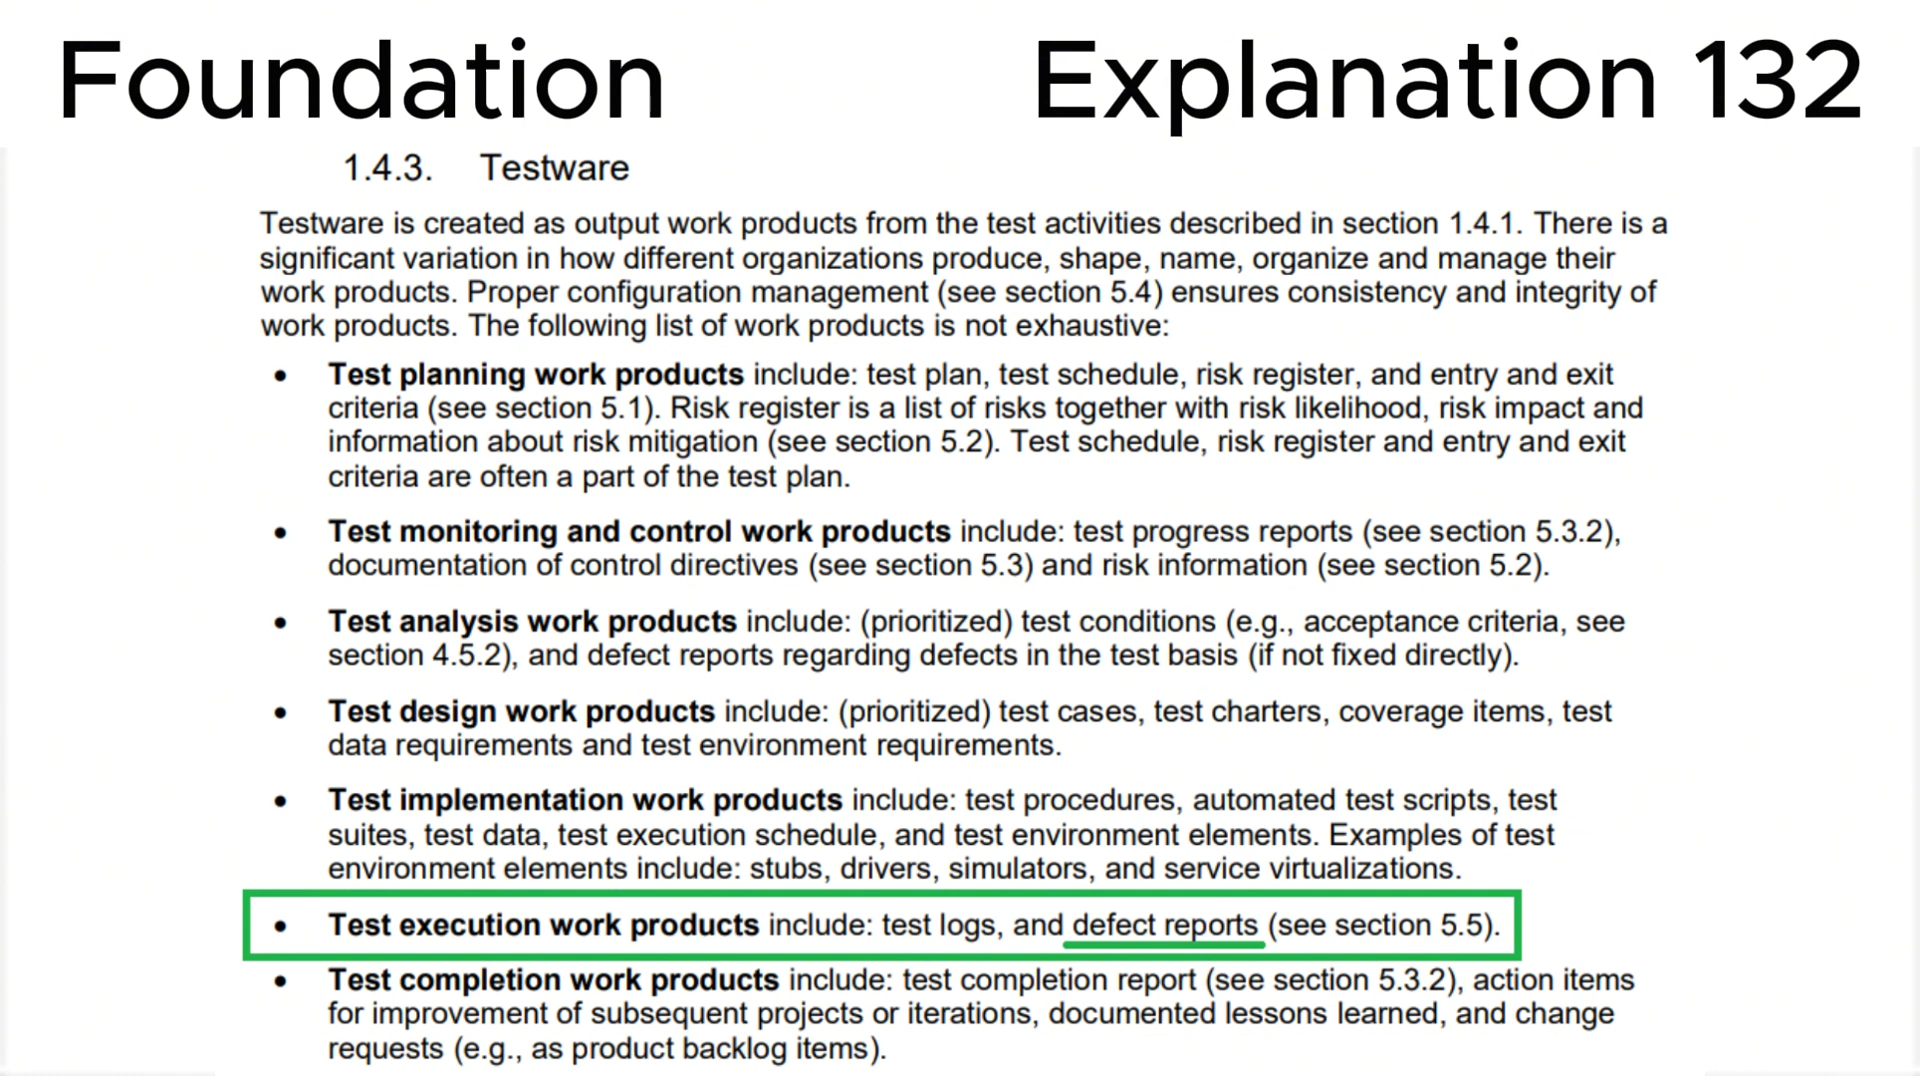 Foundation
Explanation 132
1.4.3. Testware
Testware is created as output work products from the test activities described in section 1.4.1. There is a
significant variation in how different organizations produce, shape, name, organize and manage their
work products. Proper configuration management (see section 5.4) ensures consistency and integrity of
work products. The following list of work products is not exhaustive:
• Test planning work products include: test plan, test schedule, risk register, and entry and exit
criteria (see section 5.1). Risk register is a list of risks together with risk likelihood, risk impact and
information about risk mitigation (see section 5.2). Test schedule, risk register and entry and exit
criteria are often a part of the test plan.
• Test monitoring and control work products include: test progress reports (see section 5.3.2),
documentation of control directives (see section 5.3) and risk information (see section 5.2).
• Test analysis work products include: (prioritized) test conditions (e.g., acceptance criteria, see
section 4.5.2), and defect reports regarding defects in the test basis (if not fixed directly).
• Test design work products include: (prioritized) test cases, test charters, coverage items, test
data requirements and test environment requirements.
• Test implementation work products include: test procedures, automated test scripts, test
suites, test data, test execution schedule, and test environment elements. Examples of test
environment elements include: stubs, drivers, simulators, and service virtualizations.
• Test execution work products include: test logs, and defect reports (see section 5.5).
• Test completion work products include: test completion report (see section 5.3.2), action items
for improvement of subsequent projects or iterations, documented lessons learned, and change
requests (e.g., as product backlog items).